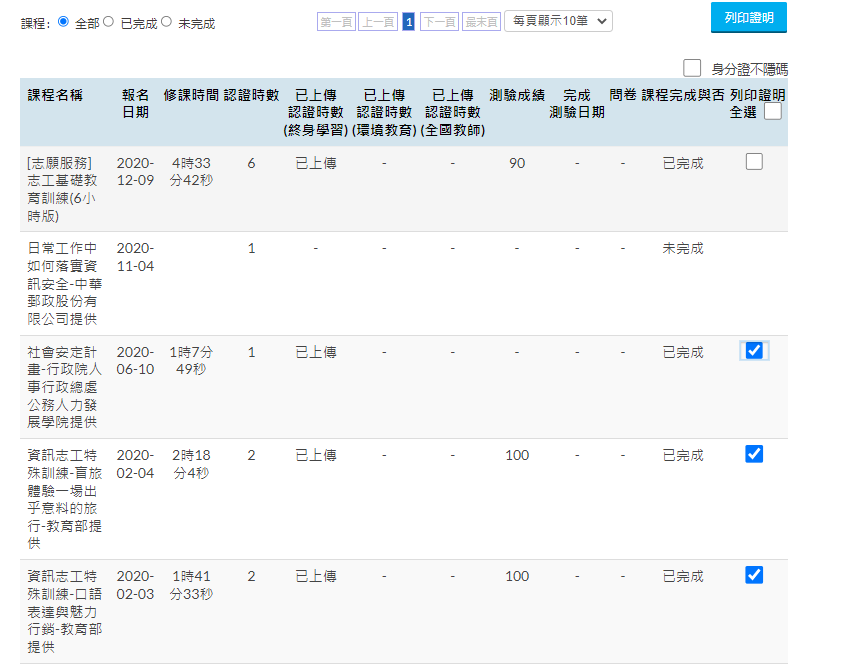 課程: 全部 已完成 未完成
第一頁 上一頁 1 下一頁 最末頁 每頁顯示10筆
列印證明
身分證不隱碼
課程名稱 報名 修課時間 認證時數 已上傳 已上傳 已上傳 測驗成績 完成 問卷 課程完成與否 列印證明
日期 認證時數 認證時數 認證時數 測驗日期 全選
(終身學習) (環境教育) (全國教師)
[志願服務] 2020- 4時33 6 已上傳 - - 90 - - 已完成
志工基礎教 12-09 分42秒
育訓練(6小
時版)
日常工作中 2020- 1 - - - - - - 未完成
如何落實資 11-04
訊安全-中華
郵政股份有
限公司提供
社會安定計 2020- 1時7分 1 已上傳 - - - - - 已完成
畫-行政院人 06-10 49秒
事行政總處
公務人力發
展學院提供
資訊志工特 2020- 2時18 2 已上傳 - - 100 - - 已完成
殊訓練-盲旅 02-04 分4秒
體驗一場出
乎意料的旅
行-教育部提
供
資訊志工特 2020- 1時41 2 已上傳 - - 100 - - 已完成
殊訓練-口語 02-03 分33秒
表達與魅力
行銷-教育部
提供